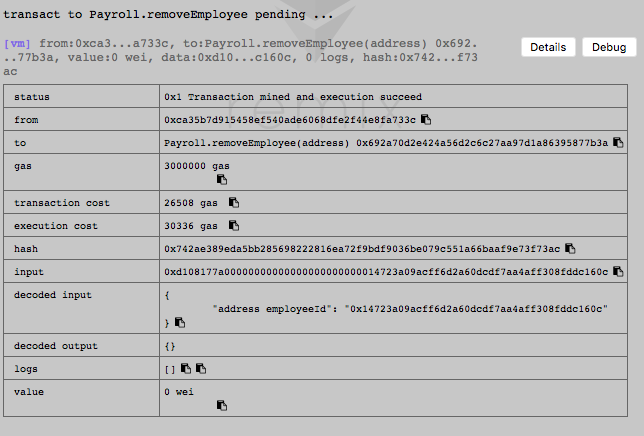 transact to Payroll.removeEmployee pending ...
[vm] from:0xca3...a733c, to:Payroll.removeEmployee(address) 0x692.
..77b3a, value:0 wei, data:0xd10...c160c, 0 logs, hash:0x742...f73
ac
Details
Debug
remix
status 0x1 Transaction mined and execution succeed
from 0xca35b7d915458ef540ade6068dfe2f44e8fa733c
to Payroll.removeEmployee(address) 0x692a70d2e424a56d2c6c27aa97d1a86395877b3a
gas 3000000 gas
transaction cost 26508 gas
execution cost 30336 gas
hash 0x742ae389eda5bb285698222816ea72f9bdf9036be079c551a66baaf9e73f73ac
input 0xd108177a00000000000000000000000014723a09acff6d2a60dcdf7aa4aff308fddc160c
decoded input {
"address employeeId": "0x14723a09acff6d2a60dcdf7aa4aff308fddc160c"
}
decoded output {}
logs []
value 0 wei